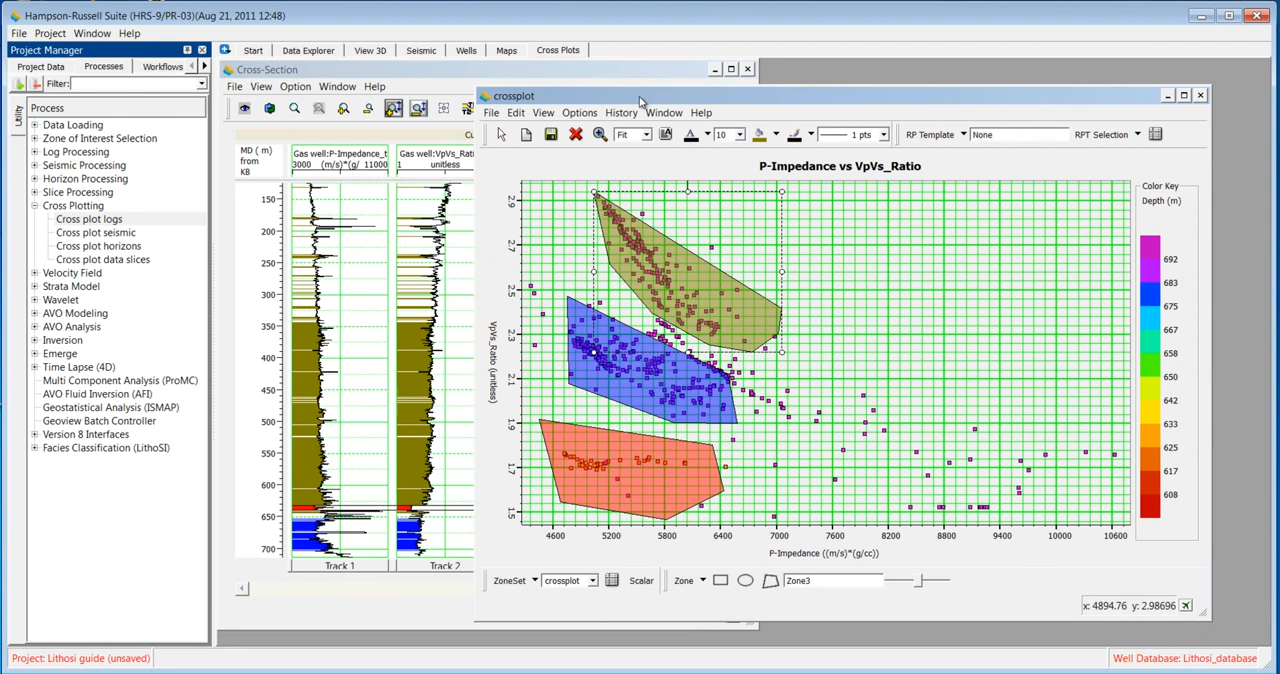 Hampson-Russell Suite (HRS-9/PR-03)(Aug 21, 2011 12:48)
File Project Window Help
Project Manager
Start Data Explorer View 3D Seismic Wells Maps Cross Plots
Project Data Processes Workflows
Filter:
Utility
Process
Data Loading
Zone of Interest Selection
Log Processing
Seismic Processing
Horizon Processing
Slice Processing
Cross Plotting
Cross plot logs
Cross plot seismic
Cross plot horizons
Cross plot data slices
Velocity Field
Strata Model
Wavelet
AVO Modeling
AVO Analysis
Inversion
Emerge
Time Lapse (4D)
Multi Component Analysis (ProMC)
AVO Fluid Inversion (AFI)
Geostatistical Analysis (ISMAP)
Geoview Batch Controller
Version 8 Interfaces
Facies Classification (LithoSI)
Cross-Section
File View Option Window Help
MD ( m)
from
KB
Gas well:P-Impedance_t
3000 (m/s)*(g/ 11000
Gas well:VpVs_Rati
1 unitless
150
200
250
300
350
400
450
500
550
600
650
700
Track 1 Track 2
crossplot
File Edit View Options History Window Help
Fit 10 1 pts RP Template None RPT Selection
P-Impedance vs VpVs_Ratio
VpVs_Ratio (unitless)
2.9
2.7
2.5
2.3
2.1
1.9
1.7
1.5
4600 5200 5800 6400 7000 7600 8200 8800 9400 10000 10600
P-Impedance ((m/s)*(g/cc))
Color Key
Depth (m)
692
683
675
667
658
650
642
633
625
617
608
ZoneSet crossplot Scalar Zone Zone3
x: 4894.76 y: 2.98696
Project: Lithosi guide (unsaved)
Well Database: Lithosi_database